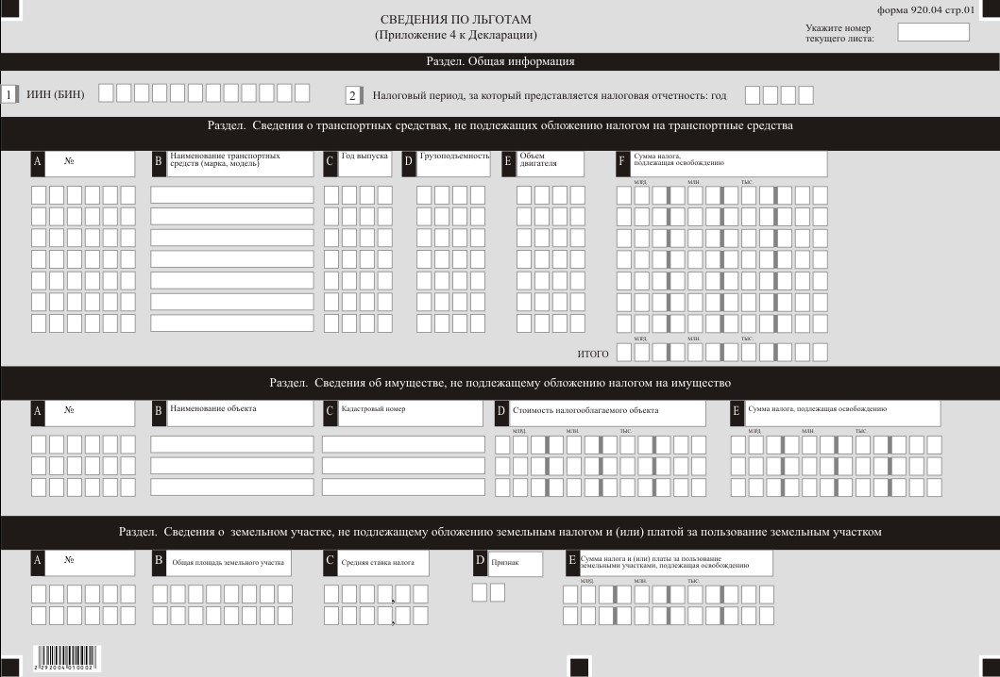 форма 920.04 стр.01
СВЕДЕНИЯ ПО ЛЬГОТАМ
(Приложение 4 к Декларации)
Укажите номер
текущего листа:
Раздел. Общая информация
1 ИИН (БИН)
2 Налоговый период, за который представляется налоговая отчетность: год
Раздел. Сведения о транспортных средствах, не подлежащих обложению налогом на транспортные средства
A №
B Наименование транспортных
средств (марка, модель)
C Год выпуска
D Грузоподъемность
E Объем
двигателя
F Сумма налога,
подлежащая освобождению
МЛРД. МЛН. ТЫС.
МЛРД. МЛН. ТЫС.
ИТОГО
Раздел. Сведения об имуществе, не подлежащему обложению налогом на имущество
A №
B Наименование объекта
C Кадастровый номер
D Стоимость налогооблагаемого объекта
E Сумма налога, подлежащая освобождению
МЛРД. МЛН. ТЫС. МЛРД. МЛН. ТЫС.
Раздел. Сведения о земельном участке, не подлежащему обложению земельным налогом и (или) платой за пользование земельным участком
A №
B Общая площадь земельного участка
C Средняя ставка налога
D Признак
E Сумма налога и (или) платы за пользование
земельными участками, подлежащая освобождению
МЛРД. МЛН. ТЫС.
,
,
2 292004 010002